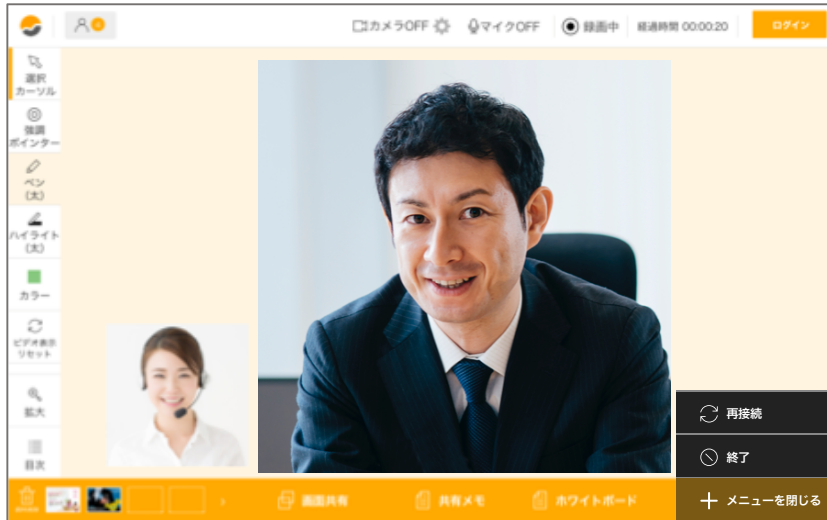 カメラOFF
マイクOFF
録画中
経過時間 00:00:20
ログイン
選択
カーソル
強調
ポインター
ペン
(太)
ハイライト
(太)
カラー
ビデオ表示
リセット
拡大
目次
再接続
終了
画面共有
共有メモ
ホワイトボード
メニューを閉じる